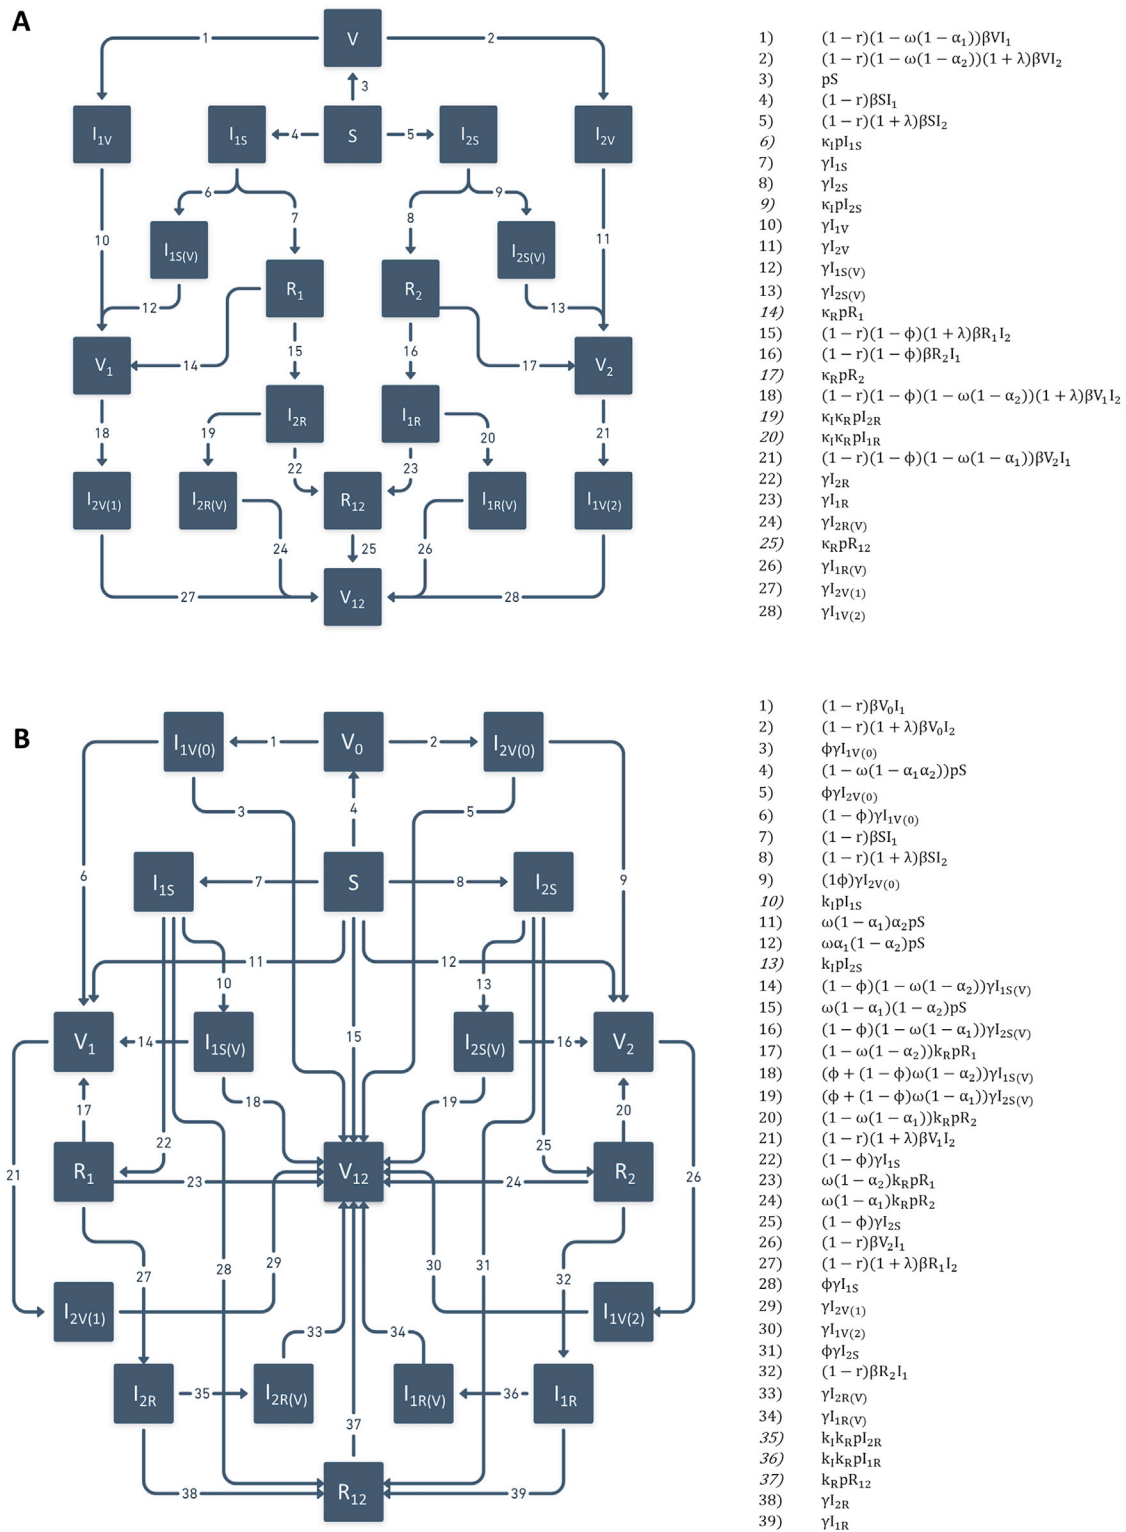 A
V
1
2
3
I₁V
I₁S
4
S
5
I₂S
I₂V
6
7
8
9
10
11
I₁S(V)
I₂S(V)
R₁
R₂
12
13
14
15
16
17
V₁
V₂
18
19
I₂R
I₁R
20
21
22
23
I₂V(1)
I₂R(V)
R₁₂
I₁R(V)
I₁V(2)
24
25
26
27
V₁₂
28
1) (1 − r)(1 − ω(1 − α₁))βVI₁
2) (1 − r)(1 − ω(1 − α₂))(1 + λ)βVI₂
3) pS
4) (1 − r)βSI₁
5) (1 − r)(1 + λ)βSI₂
6) κ_IpI₁S
7) γI₁S
8) γI₂S
9) κ_IpI₂S
10) γI₁V
11) γI₂V
12) γI₁S(V)
13) γI₂S(V)
14) κ_RpR₁
15) (1 − r)(1 − ϕ)(1 + λ)βR₁I₂
16) (1 − r)(1 − ϕ)βR₂I₁
17) κ_RpR₂
18) (1 − r)(1 − ϕ)(1 − ω(1 − α₂))(1 + λ)βV₁I₂
19) κ_Iκ_RpI₂R
20) κ_Iκ_RpI₁R
21) (1 − r)(1 − ϕ)(1 − ω(1 − α₁))βV₂I₁
22) γI₂R
23) γI₁R
24) γI₂R(V)
25) κ_RpR₁₂
26) γI₁R(V)
27) γI₂V(1)
28) γI₁V(2)
B
I₁V(0)
1
V₀
2
I₂V(0)
3
4
5
6
I₁S
7
S
8
I₂S
9
11
12
10
13
V₁
14
I₁S(V)
15
I₂S(V)
16
V₂
17
18
19
20
22
25
21
R₁
23
V₁₂
24
R₂
26
27
28
29
30
31
32
I₂V(1)
I₁V(2)
33
34
I₂R
35
I₂R(V)
I₁R(V)
36
I₁R
37
38
R₁₂
39
1) (1 − r)βV₀I₁
2) (1 − r)(1 + λ)βV₀I₂
3) ϕγI₁V(0)
4) (1 − ω(1 − α₁α₂))pS
5) ϕγI₂V(0)
6) (1 − ϕ)γI₁V(0)
7) (1 − r)βSI₁
8) (1 − r)(1 + λ)βSI₂
9) (1ϕ)γI₂V(0)
10) k_IpI₁S
11) ω(1 − α₁)α₂pS
12) ωα₁(1 − α₂)pS
13) k_IpI₂S
14) (1 − ϕ)(1 − ω(1 − α₂))γI₁S(V)
15) ω(1 − α₁)(1 − α₂)pS
16) (1 − ϕ)(1 − ω(1 − α₁))γI₂S(V)
17) (1 − ω(1 − α₂))k_RpR₁
18) (ϕ + (1 − ϕ)ω(1 − α₂))γI₁S(V)
19) (ϕ + (1 − ϕ)ω(1 − α₁))γI₂S(V)
20) (1 − ω(1 − α₁))k_RpR₂
21) (1 − r)(1 + λ)βV₁I₂
22) (1 − ϕ)γI₁S
23) ω(1 − α₂)k_RpR₁
24) ω(1 − α₁)k_RpR₂
25) (1 − ϕ)γI₂S
26) (1 − r)βV₂I₁
27) (1 − r)(1 + λ)βR₁I₂
28) ϕγI₁S
29) γI₂V(1)
30) γI₁V(2)
31) ϕγI₂S
32) (1 − r)βR₂I₁
33) γI₂R(V)
34) γI₁R(V)
35) k_Ik_RpI₂R
36) k_Ik_RpI₁R
37) k_RpR₁₂
38) γI₂R
39) γI₁R